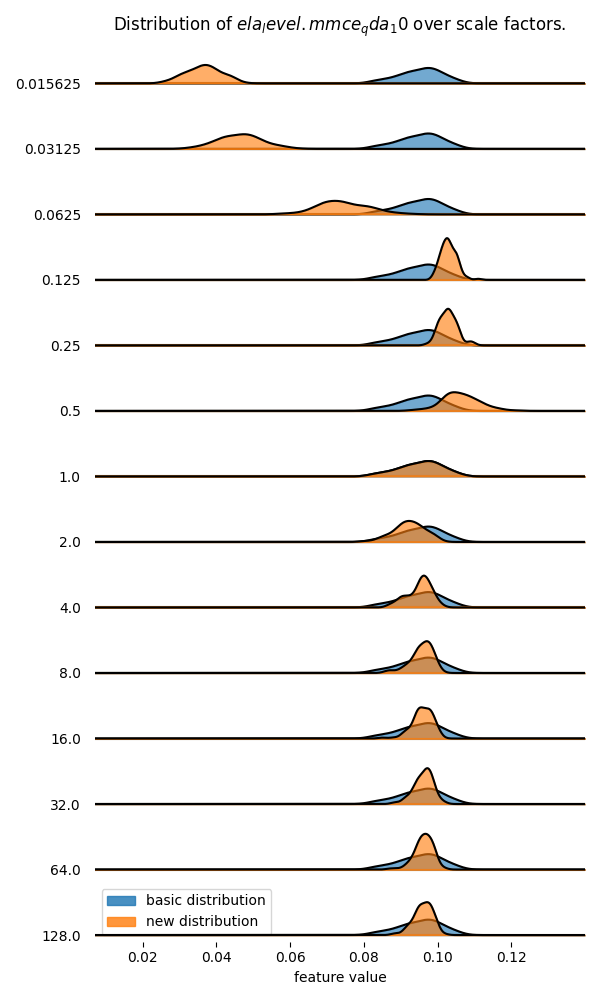 Distribution of ela_level.mmce_qda_10 over scale factors.
0.015625
0.03125
0.0625
0.125
0.25
0.5
1.0
2.0
4.0
8.0
16.0
32.0
64.0
128.0
basic distribution
new distribution
0.02 0.04 0.06 0.08 0.10 0.12
feature value